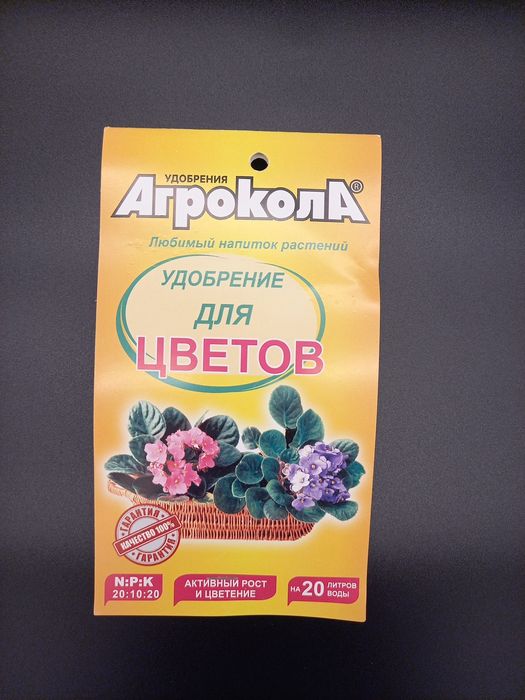 УДОБРЕНИЯ
АгроколА®
Любимый напиток растений
УДОБРЕНИЕ
ДЛЯ
ЦВЕТОВ
ГАРАНТИЯ
КАЧЕСТВО 100%
ГАРАНТИЯ
N:P:K
20:10:20
АКТИВНЫЙ РОСТ
И ЦВЕТЕНИЕ
НА 20 ЛИТРОВ
ВОДЫ